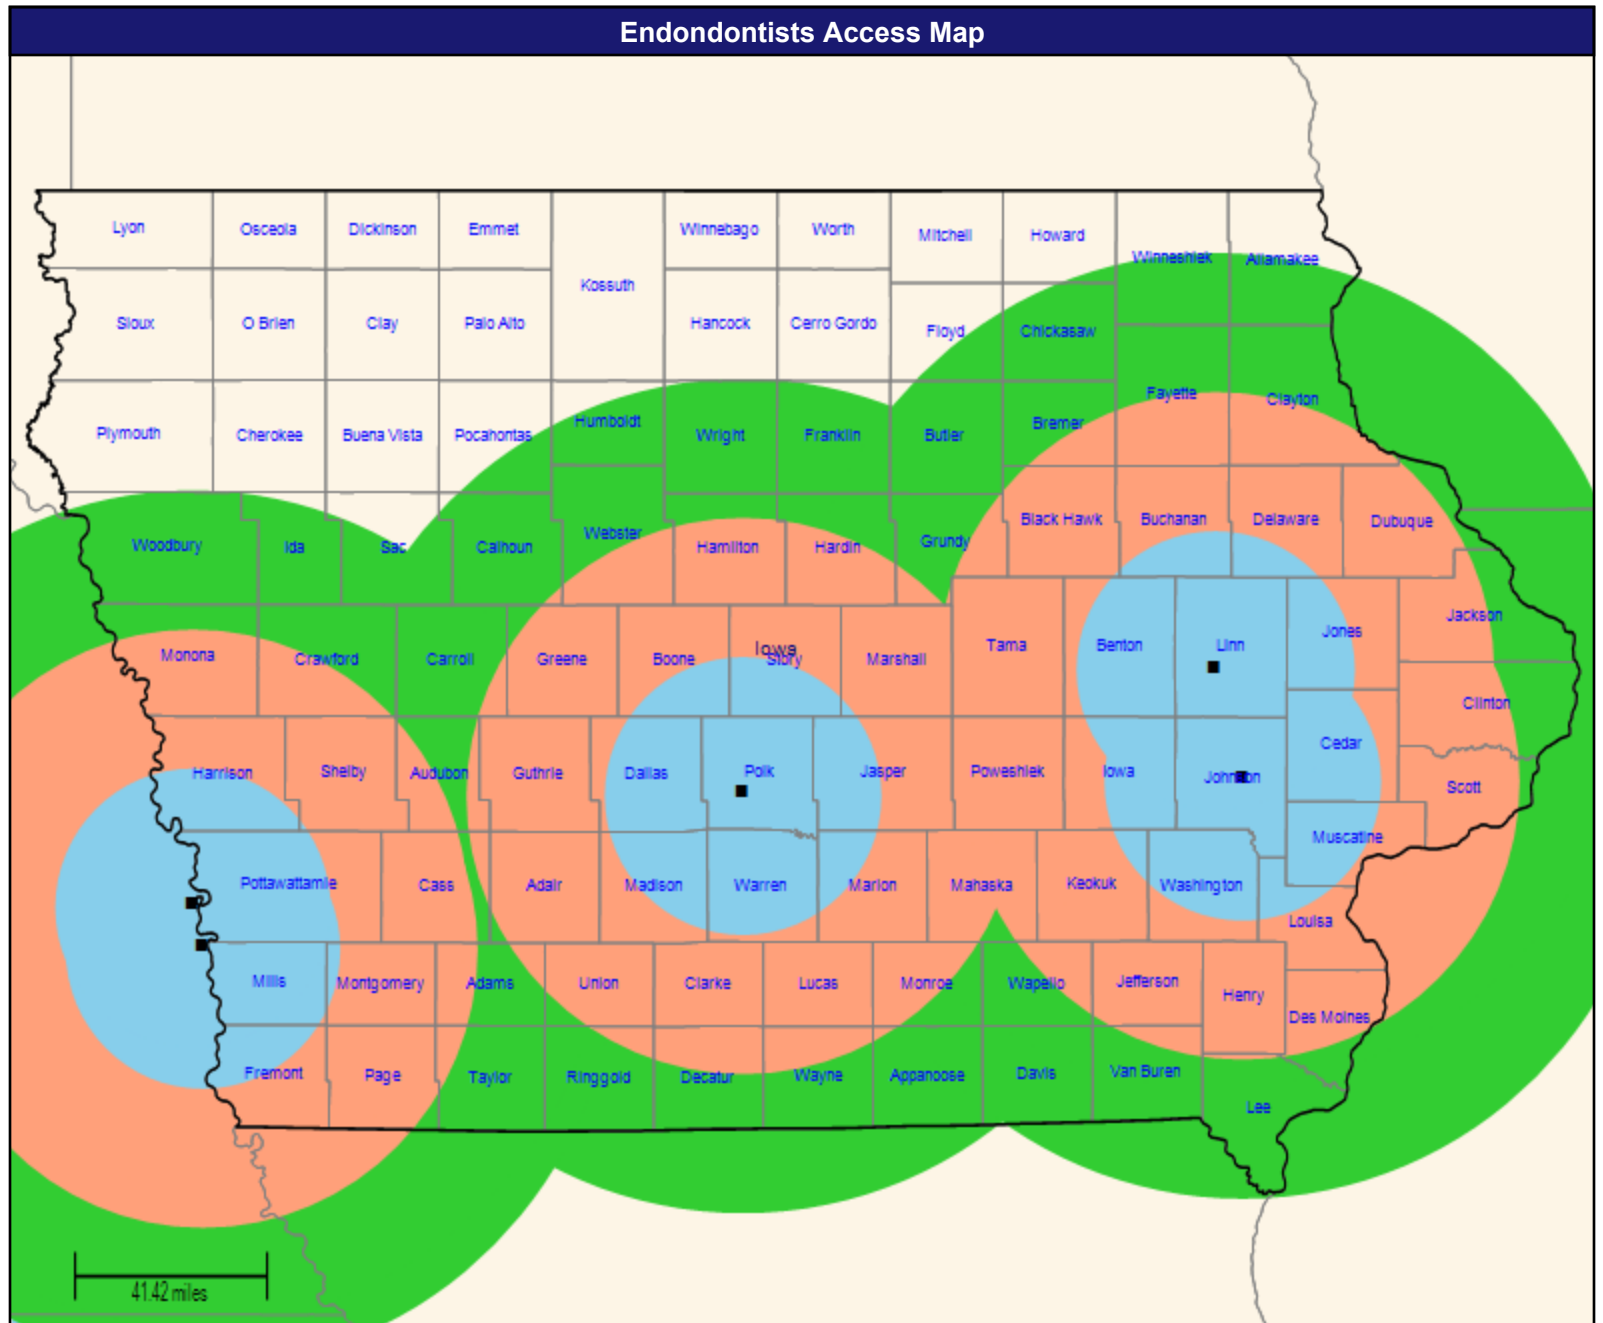 Endondontists Access Map
Lyon
Osceola
Dickinson
Emmet
Winnebago
Worth
Mitchell
Howard
Winneshiek
Allamakee
Kossuth
Sioux
O Brien
Clay
Palo Alto
Hancock
Cerro Gordo
Floyd
Chickasaw
Fayette
Clayton
Plymouth
Cherokee
Buena Vista
Pocahontas
Humboldt
Wright
Franklin
Butler
Bremer
Woodbury
Ida
Sac
Calhoun
Webster
Hamilton
Hardin
Grundy
Black Hawk
Buchanan
Delaware
Dubuque
Monona
Crawford
Carroll
Greene
Boone
Iowa
Story
Marshall
Tama
Benton
Linn
Jones
Jackson
Clinton
Harrison
Shelby
Audubon
Guthrie
Dallas
Polk
Jasper
Poweshiek
Iowa
Johnson
Cedar
Scott
Muscatine
Pottawattamie
Cass
Adair
Madison
Warren
Marion
Mahaska
Keokuk
Washington
Louisa
Mills
Montgomery
Adams
Union
Clarke
Lucas
Monroe
Wapello
Jefferson
Henry
Des Moines
Fremont
Page
Taylor
Ringgold
Decatur
Wayne
Appanoose
Davis
Van Buren
Lee
41.42 miles